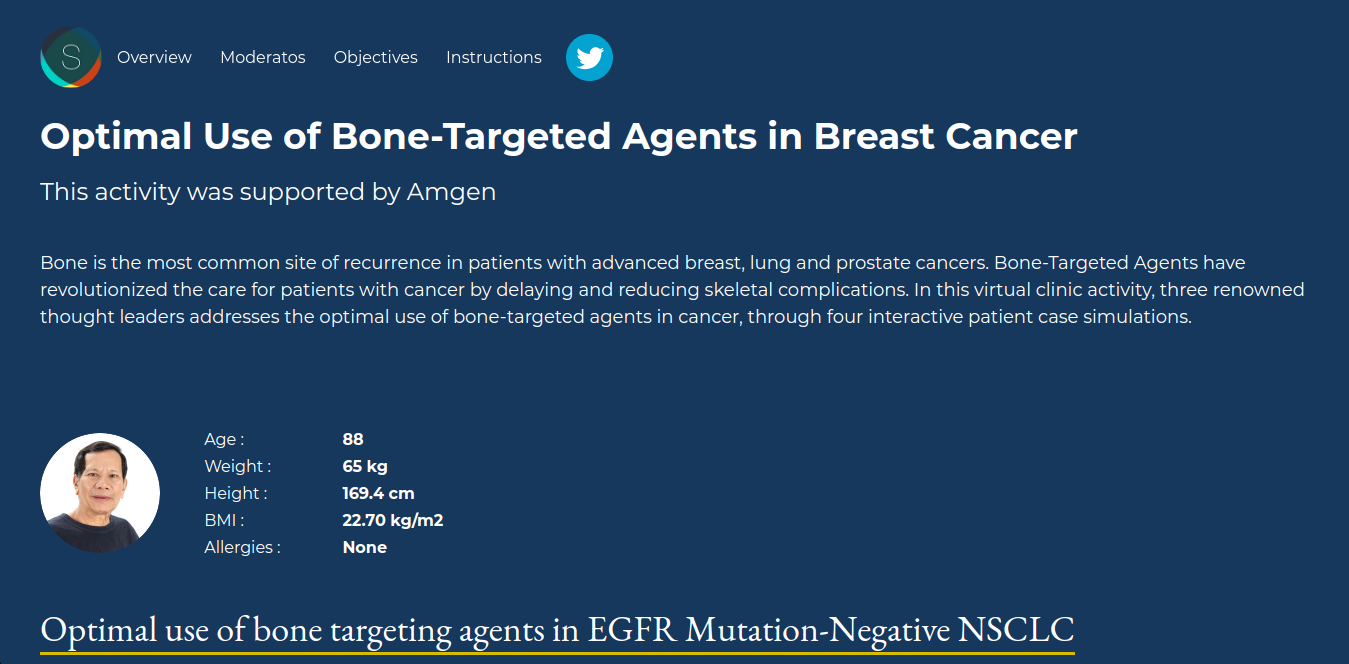 S
Overview Moderatos Objectives Instructions
Optimal Use of Bone-Targeted Agents in Breast Cancer
This activity was supported by Amgen
Bone is the most common site of recurrence in patients with advanced breast, lung and prostate cancers. Bone-Targeted Agents have
revolutionized the care for patients with cancer by delaying and reducing skeletal complications. In this virtual clinic activity, three renowned
thought leaders addresses the optimal use of bone-targeted agents in cancer, through four interactive patient case simulations.
Age : 88
Weight : 65 kg
Height : 169.4 cm
BMI : 22.70 kg/m2
Allergies : None
Optimal use of bone targeting agents in EGFR Mutation-Negative NSCLC